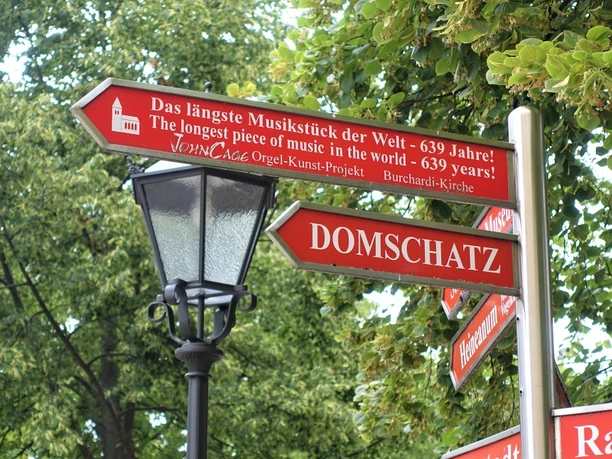 Das längste Musikstück der Welt - 639 Jahre!
The longest piece of music in the world - 639 years!
JOHN CAGE Orgel-Kunst-Projekt Burchardi-Kirche
DOMSCHATZ
Museum
Heineanum